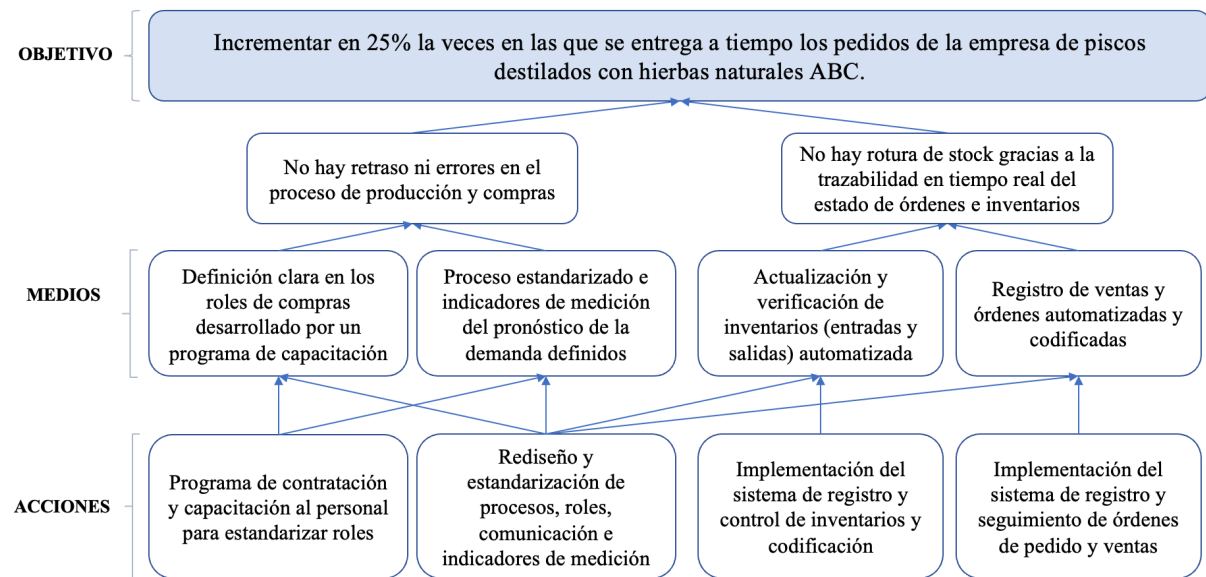 OBJETIVO
Incrementar en 25% la veces en las que se entrega a tiempo los pedidos de la empresa de piscos
destilados con hierbas naturales ABC.
No hay retraso ni errores en el
proceso de producción y compras
No hay rotura de stock gracias a la
trazabilidad en tiempo real del
estado de órdenes e inventarios
MEDIOS
Definición clara en los
roles de compras
desarrollado por un
programa de capacitación
Proceso estandarizado e
indicadores de medición
del pronóstico de la
demanda definidos
Actualización y
verificación de
inventarios (entradas y
salidas) automatizada
Registro de ventas y
órdenes automatizadas y
codificadas
ACCIONES
Programa de contratación
y capacitación al personal
para estandarizar roles
Rediseño y
estandarización de
procesos, roles,
comunicación e
indicadores de medición
Implementación del
sistema de registro y
control de inventarios y
codificación
Implementación del
sistema de registro y
seguimiento de órdenes
de pedido y ventas